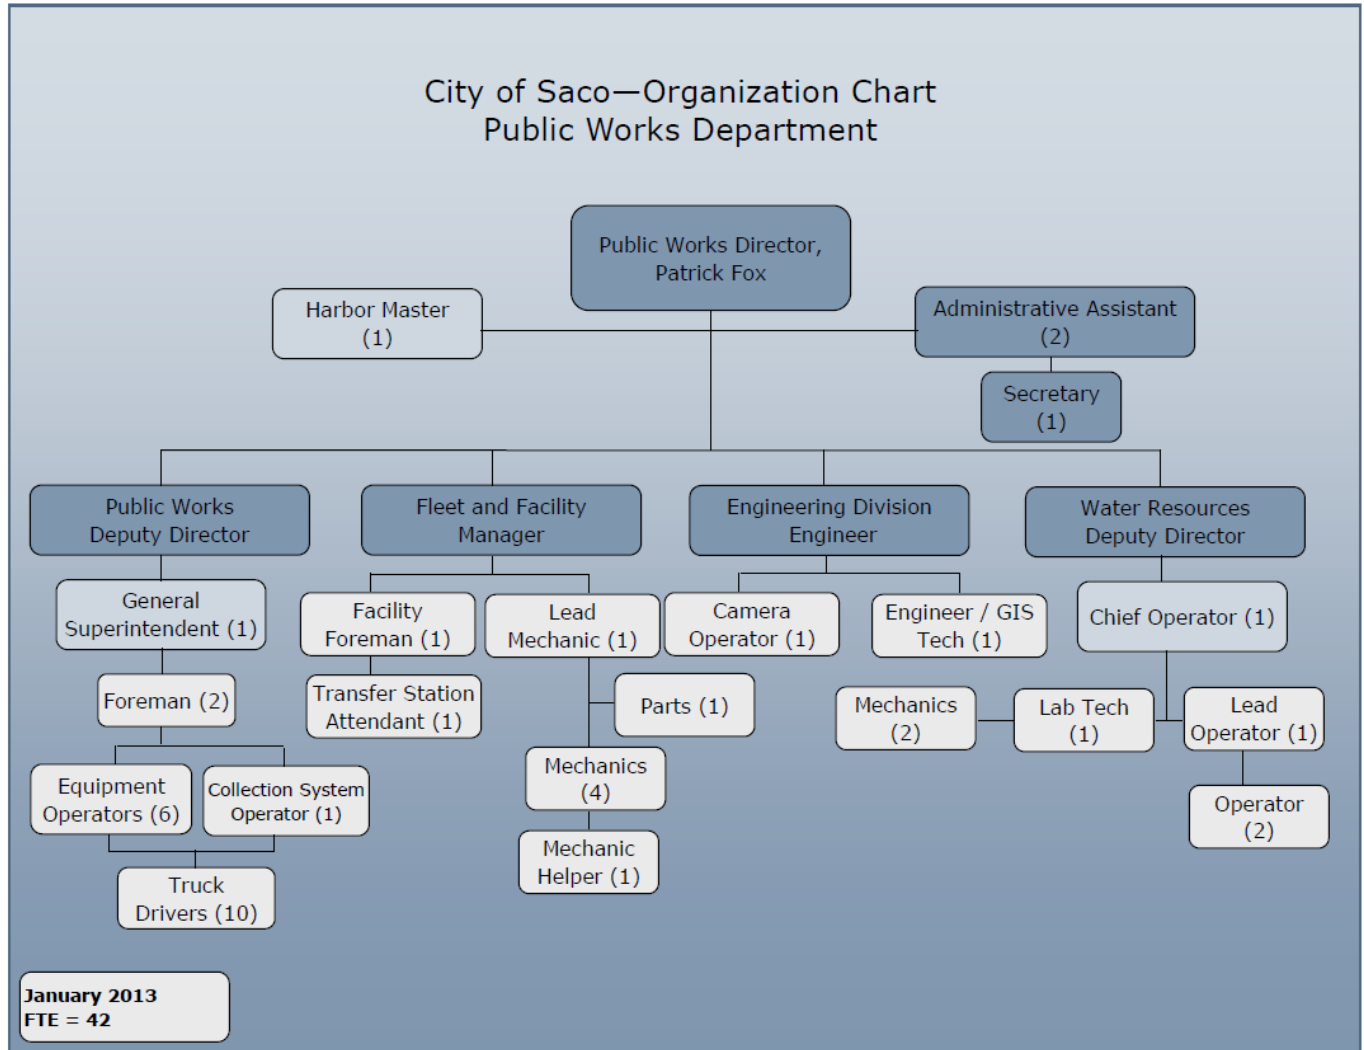 City of Saco—Organization Chart
Public Works Department
Public Works Director,
Patrick Fox
Harbor Master
(1)
Administrative Assistant
(2)
Secretary
(1)
Public Works
Deputy Director
Fleet and Facility
Manager
Engineering Division
Engineer
Water Resources
Deputy Director
General
Superintendent (1)
Facility
Foreman (1)
Lead
Mechanic (1)
Camera
Operator (1)
Engineer / GIS
Tech (1)
Chief Operator (1)
Foreman (2)
Transfer Station
Attendant (1)
Parts (1)
Mechanics
(2)
Lab Tech
(1)
Lead
Operator (1)
Equipment
Operators (6)
Collection System
Operator (1)
Mechanics
(4)
Operator
(2)
Mechanic
Helper (1)
Truck
Drivers (10)
January 2013
FTE = 42